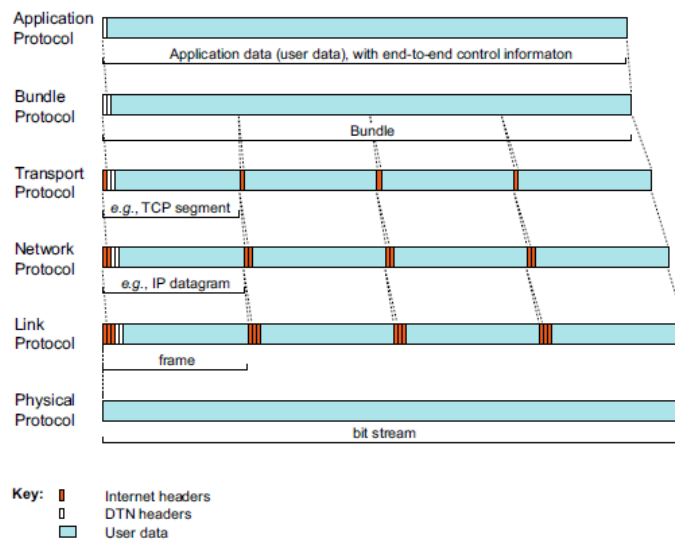 Application
Protocol
Application data (user data), with end-to-end control informaton
Bundle
Protocol
Bundle
Transport
Protocol
e.g., TCP segment
Network
Protocol
e.g., IP datagram
Link
Protocol
frame
Physical
Protocol
bit stream
Key:
Internet headers
DTN headers
User data